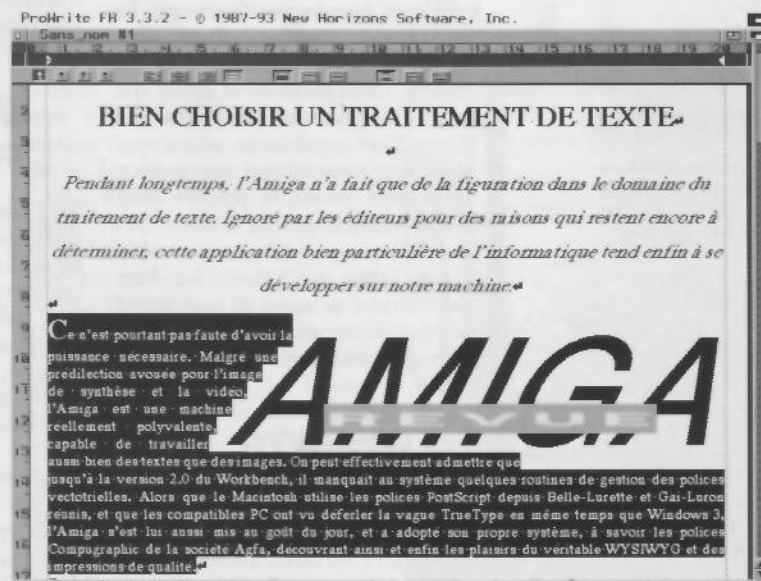 ProWrite FR 3.3.2 - © 1987-93 New Horizons Software, Inc.
Sans_nom #1
BIEN CHOISIR UN TRAITEMENT DE TEXTE
Pendant longtemps, l'Amiga n'a fait que de la figuration dans le domaine du
traitement de texte. Ignoré par les éditeurs pour des raisons qui restent encore à
déterminer, cette application bien particulière de l'informatique tend enfin à se
développer sur notre machine.
Ce n'est pourtant pas faute d'avoir la
puissance nécessaire. Malgré une
prédilection avouée pour l'image
de synthèse et la vidéo,
l'Amiga est une machine
réellement polyvalente,
capable de travailler
aussi bien des textes que des images. On peut effectivement admettre que
jusqu'à la version 2.0 du Workbench, il manquait au système quelques routines de gestion des polices
vectotrielles. Alors que le Macintosh utilise les polices PostScript depuis Belle-Lurette et Gai-Luron
réunis, et que les compatibles PC ont vu déferler la vague TrueType en même temps que Windows 3,
l'Amiga s'est lui aussi mis au goût du jour, et a adopté son propre système, à savoir les polices
Compugraphic de la société Agfa, découvrant ainsi et enfin les plaisirs du véritable WYSIWYG et des
impressions de qualité.
AMIGA
REVUE